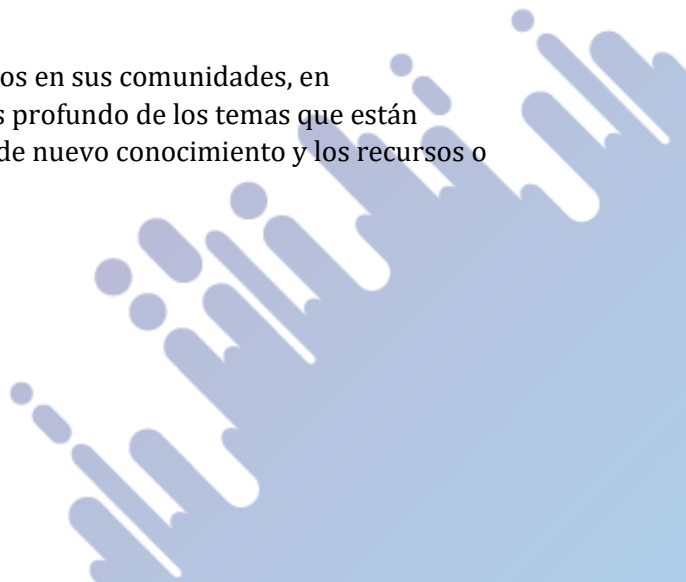 os en sus comunidades, en
s profundo de los temas que están
de nuevo conocimiento y los recursos o